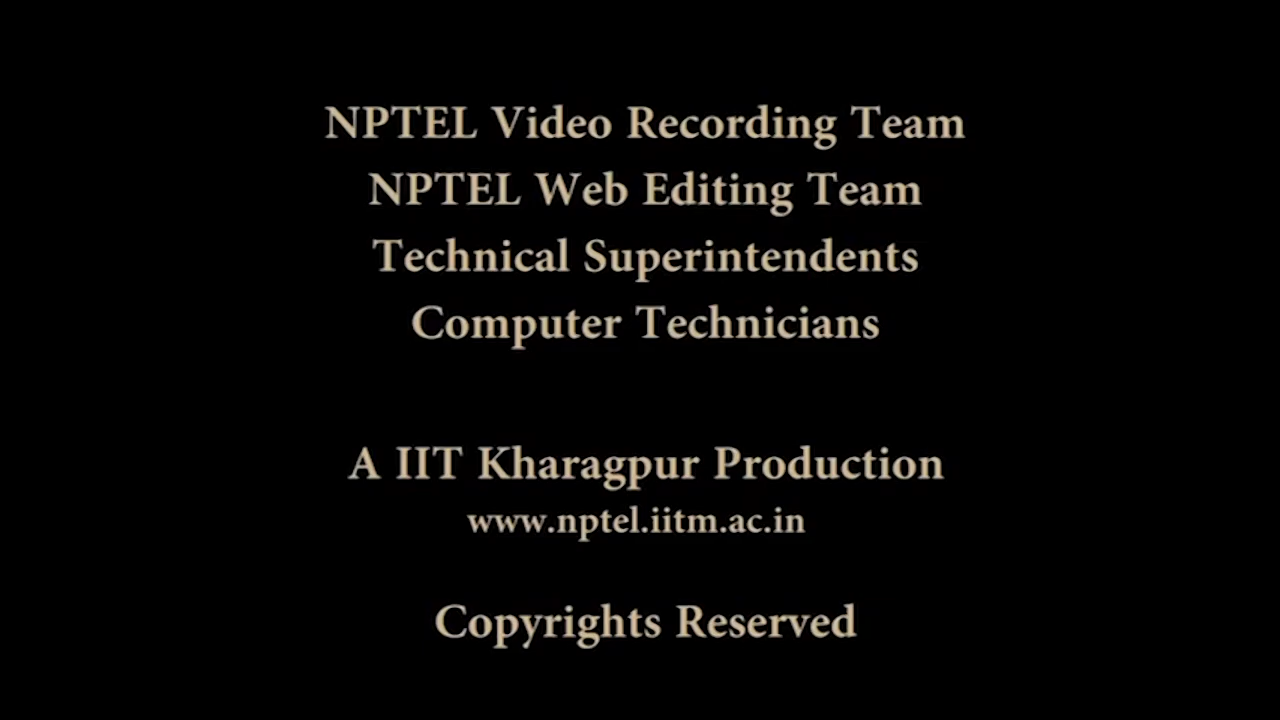 NPTEL Video Recording Team
NPTEL Web Editing Team
Technical Superintendents
Computer Technicians
A IIT Kharagpur Production
www.nptel.iitm.ac.in
Copyrights Reserved